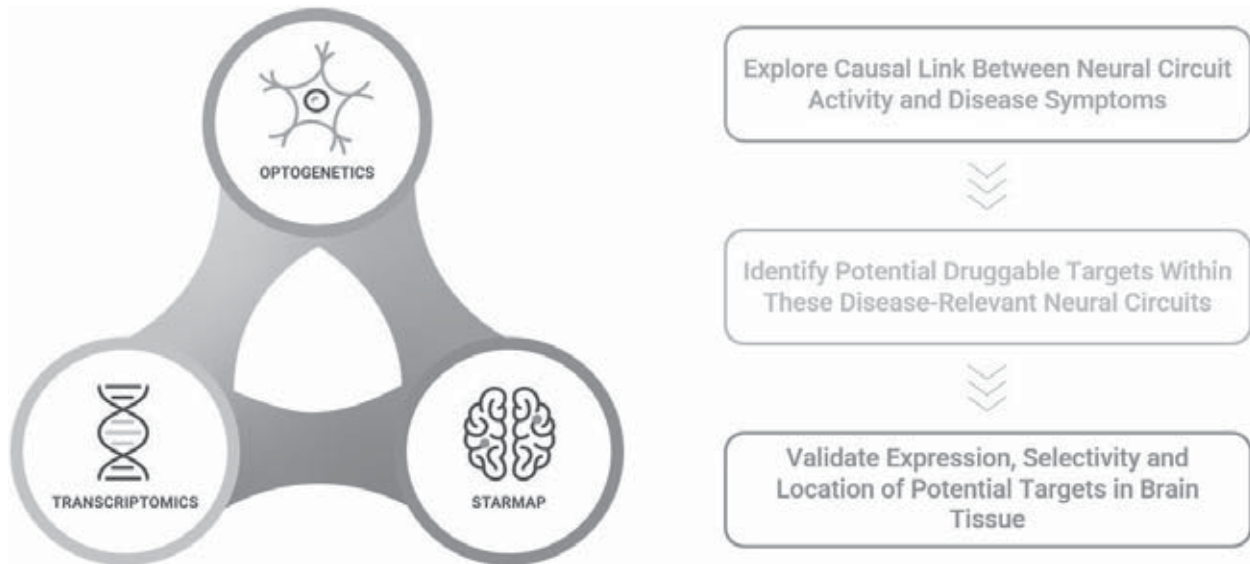 OPTOGENETICS
TRANSCRIPTOMICS
STARMAP
Explore Causal Link Between Neural Circuit
Activity and Disease Symptoms
Identify Potential Druggable Targets Within
These Disease-Relevant Neural Circuits
Validate Expression, Selectivity and
Location of Potential Targets in Brain
Tissue